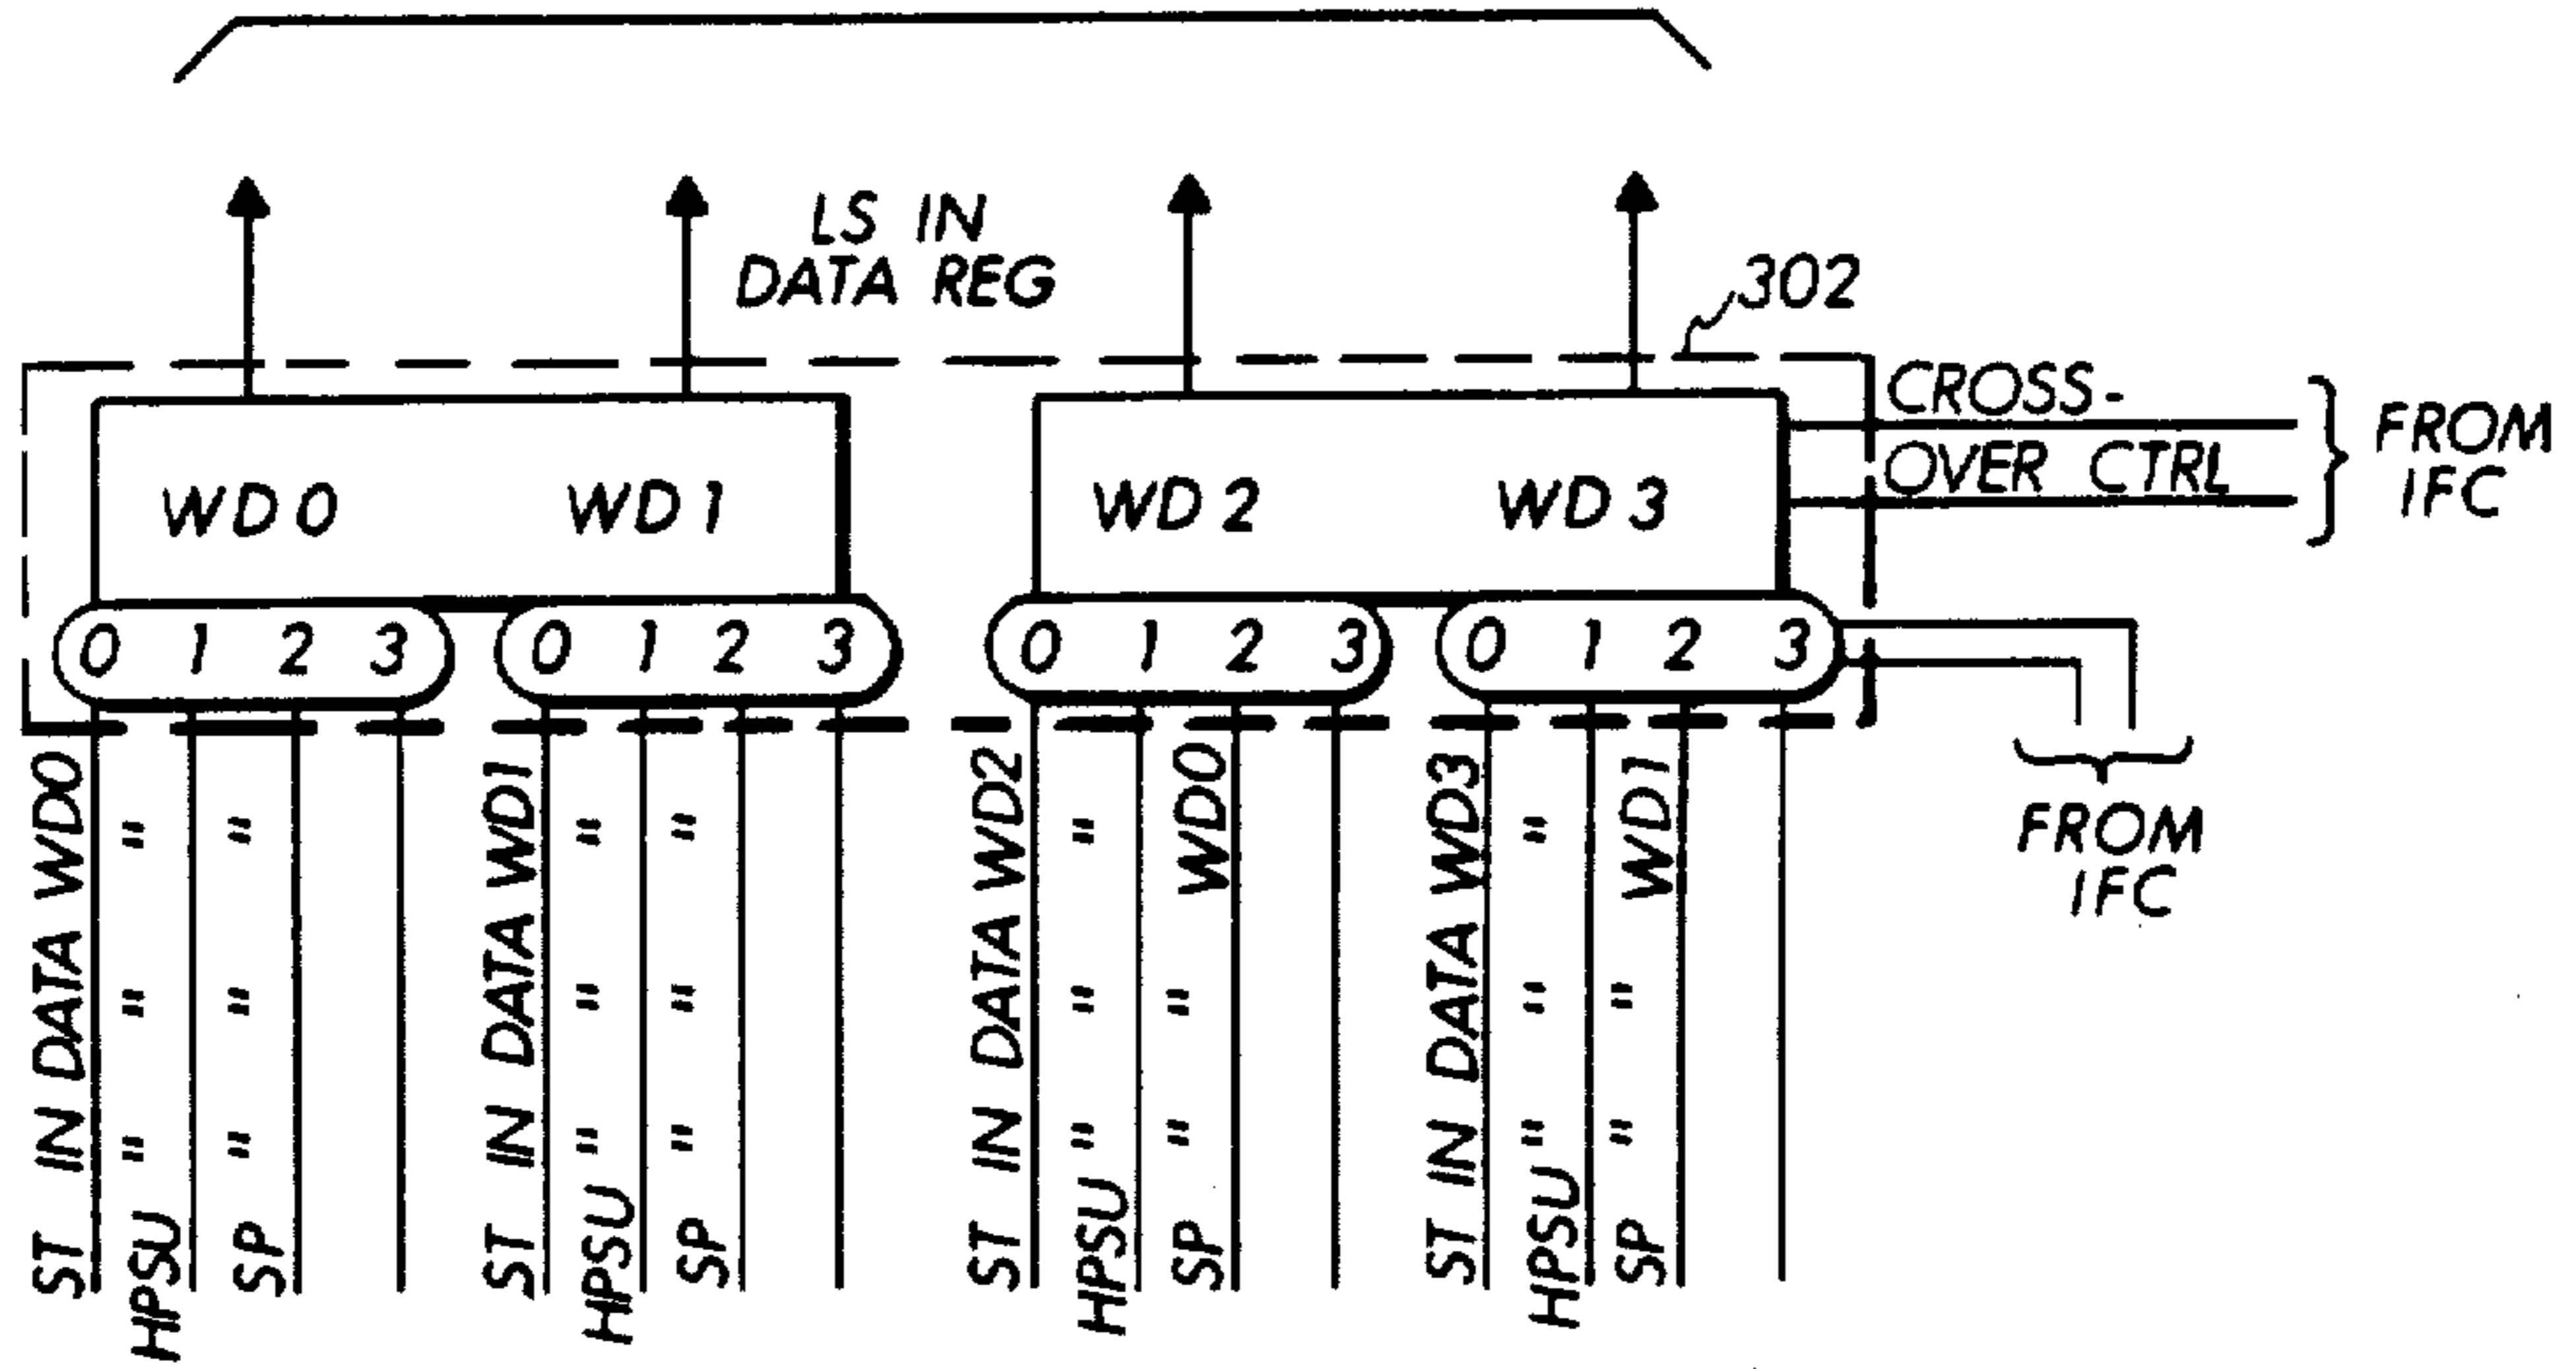 LS IN
DATA REG
302
CROSS-
OVER CTRL
FROM
IFC
WD 0 WD 1 WD 2 WD 3
0 1 2 3 0 1 2 3 0 1 2 3 0 1 2 3
FROM
IFC
ST IN DATA WD0
HPSU " " "
SP " " "
ST IN DATA WD1
HPSU " " "
SP " " "
ST IN DATA WD2
HPSU " " "
SP " " WD0
ST IN DATA WD3
HPSU " " "
SP " " WD1